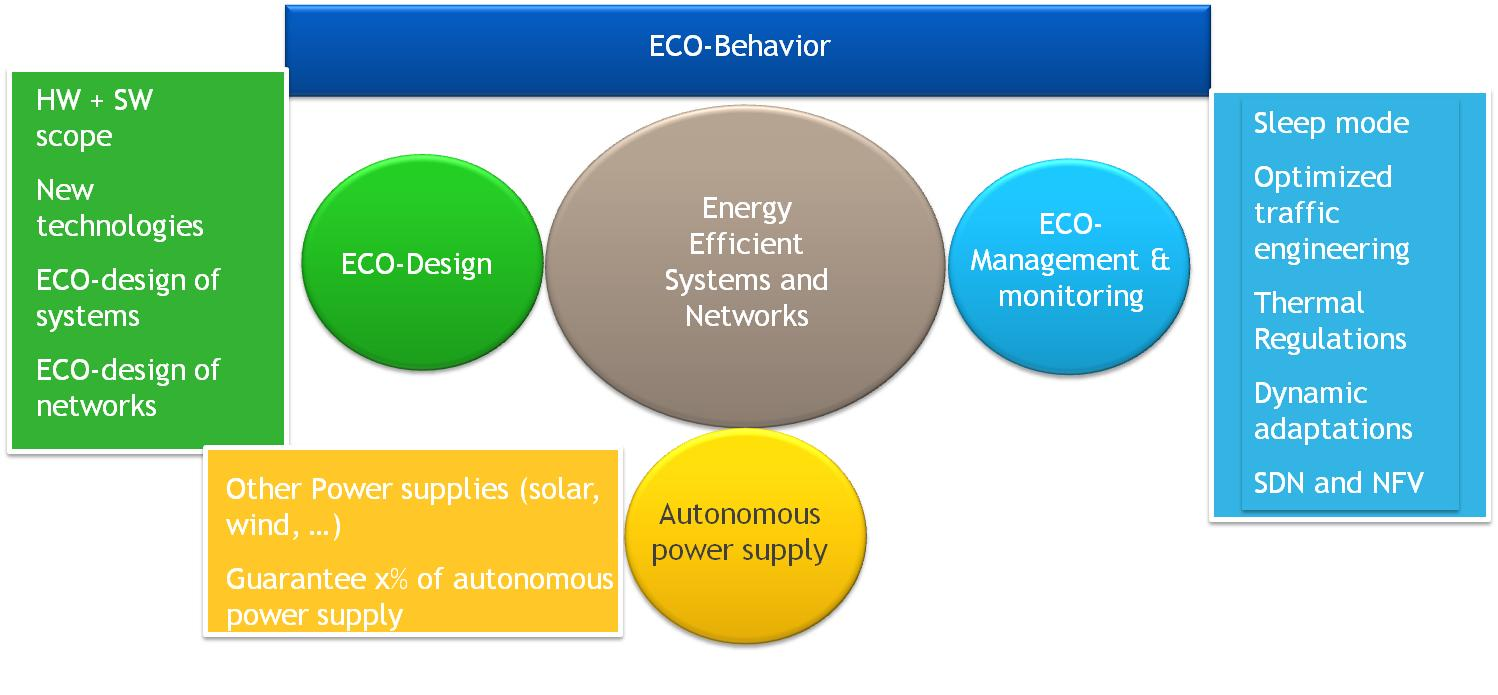 ECO-Behavior
HW + SW
scope
New
technologies
ECO-design of
systems
ECO-design of
networks
ECO-Design
Energy
Efficient
Systems and
Networks
ECO-
Management &
monitoring
Sleep mode
Optimized
traffic
engineering
Thermal
Regulations
Dynamic
adaptations
SDN and NFV
Other Power supplies (solar,
wind, …)
Guarantee x% of autonomous
power supply
Autonomous
power supply